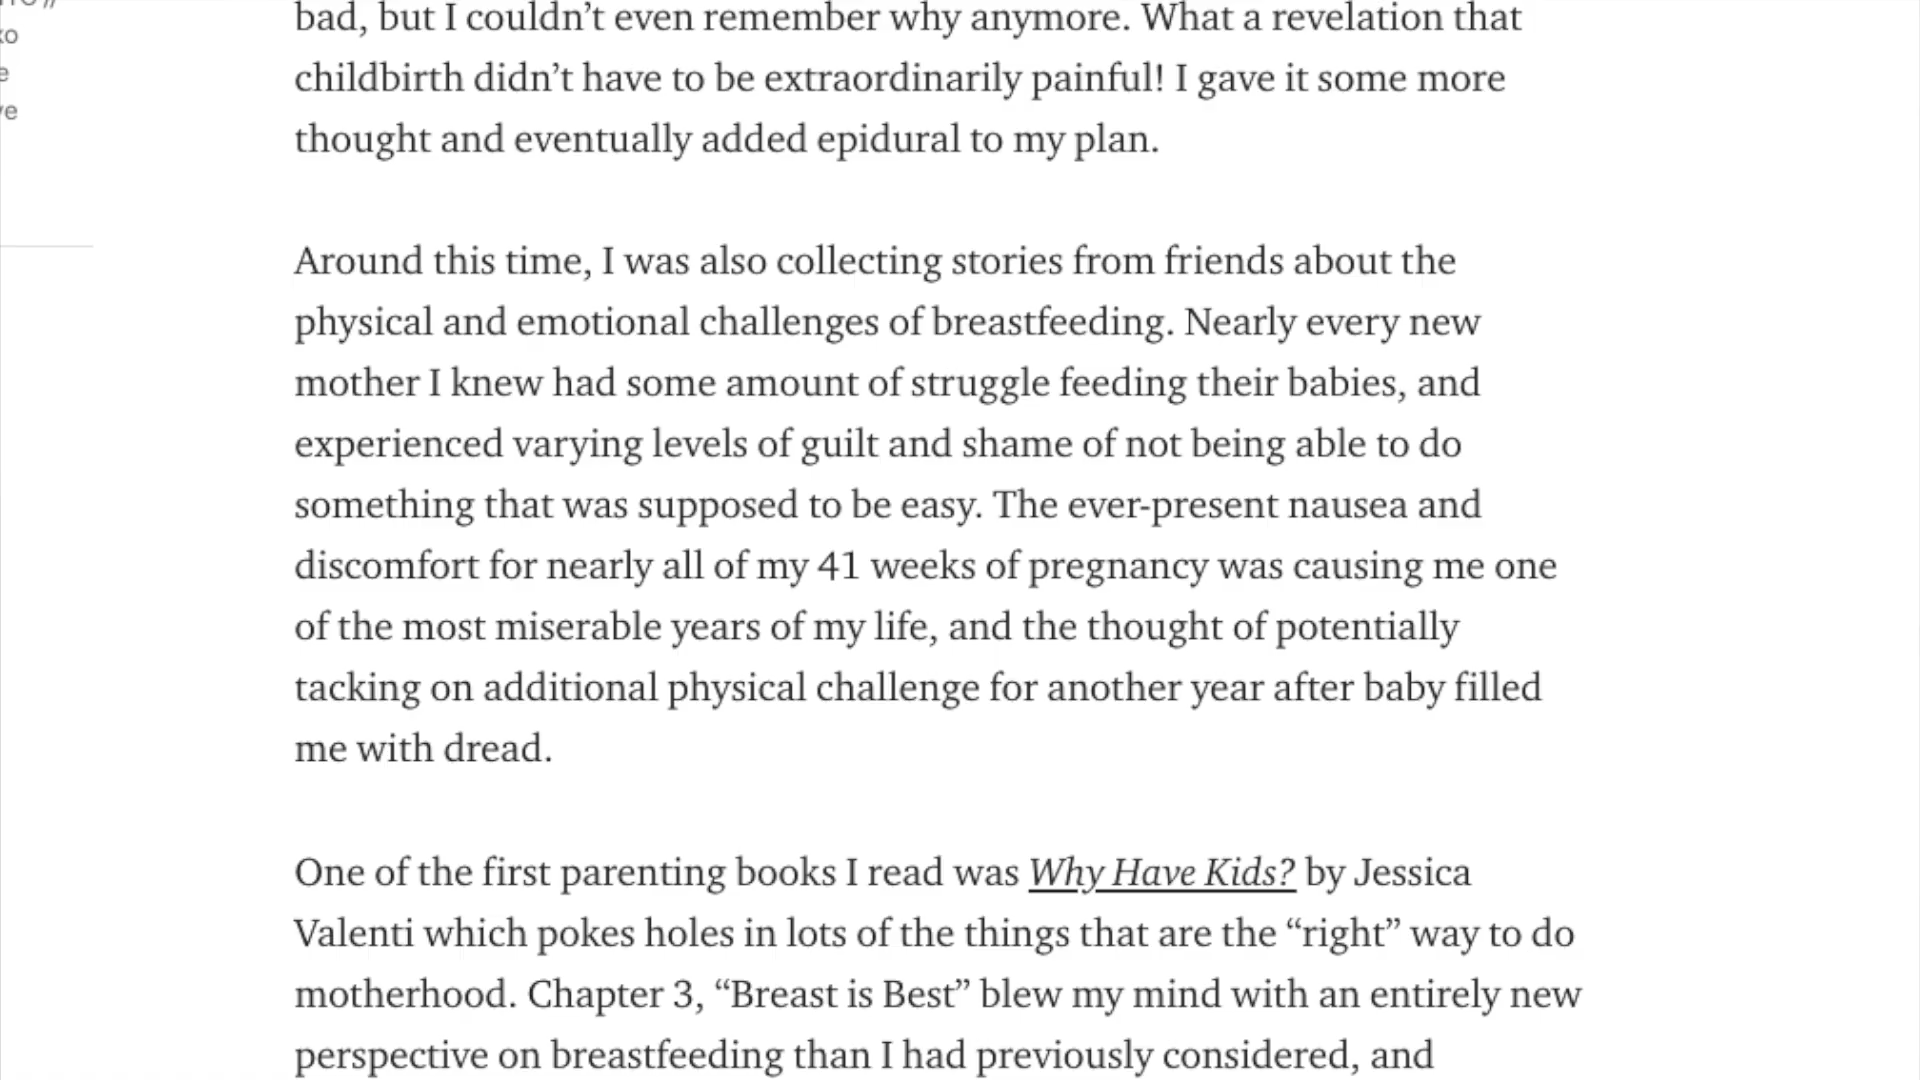 bad, but I couldn’t even remember why anymore. What a revelation that
childbirth didn’t have to be extraordinarily painful! I gave it some more
thought and eventually added epidural to my plan.
Around this time, I was also collecting stories from friends about the
physical and emotional challenges of breastfeeding. Nearly every new
mother I knew had some amount of struggle feeding their babies, and
experienced varying levels of guilt and shame of not being able to do
something that was supposed to be easy. The ever-present nausea and
discomfort for nearly all of my 41 weeks of pregnancy was causing me one
of the most miserable years of my life, and the thought of potentially
tacking on additional physical challenge for another year after baby filled
me with dread.
One of the first parenting books I read was Why Have Kids? by Jessica
Valenti which pokes holes in lots of the things that are the “right” way to do
motherhood. Chapter 3, “Breast is Best” blew my mind with an entirely new
perspective on breastfeeding than I had previously considered, and